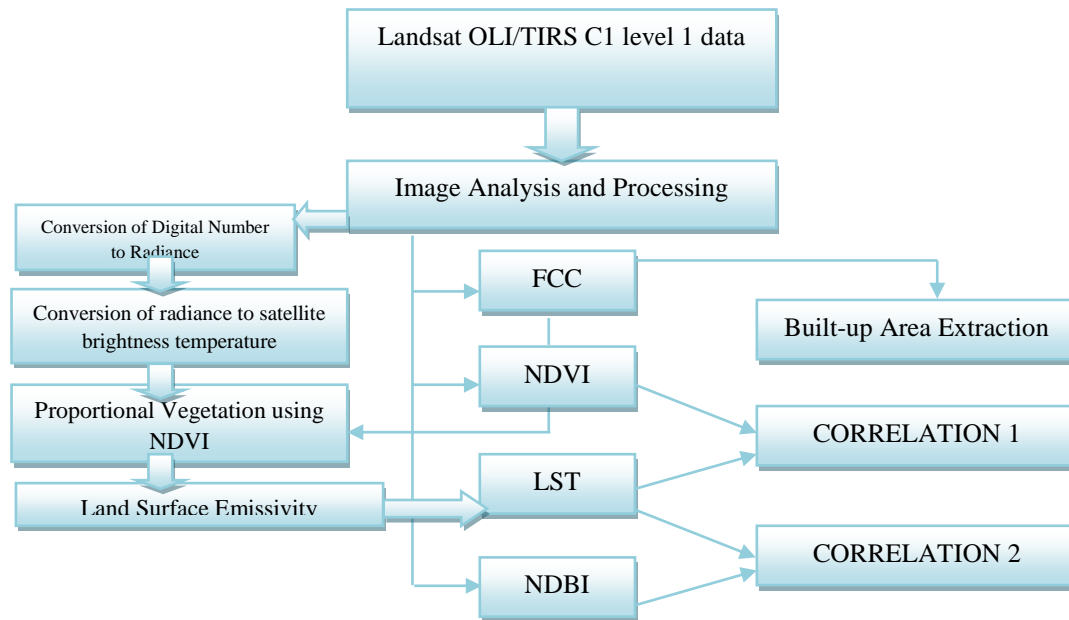 Landsat OLI/TIRS C1 level 1 data
Image Analysis and Processing
Conversion of Digital Number
to Radiance
Conversion of radiance to satellite
brightness temperature
Proportional Vegetation using
NDVI
Land Surface Emissivity
FCC
NDVI
LST
NDBI
Built-up Area Extraction
CORRELATION 1
CORRELATION 2